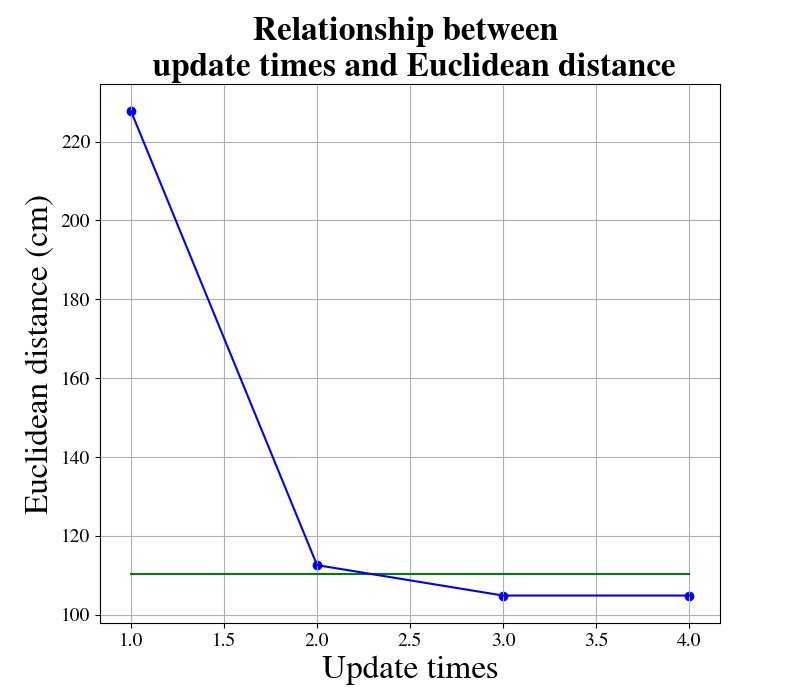 Relationship between
update times and Euclidean distance
Euclidean distance (cm)
220
200
180
160
140
120
100
1.0 1.5 2.0 2.5 3.0 3.5 4.0
Update times